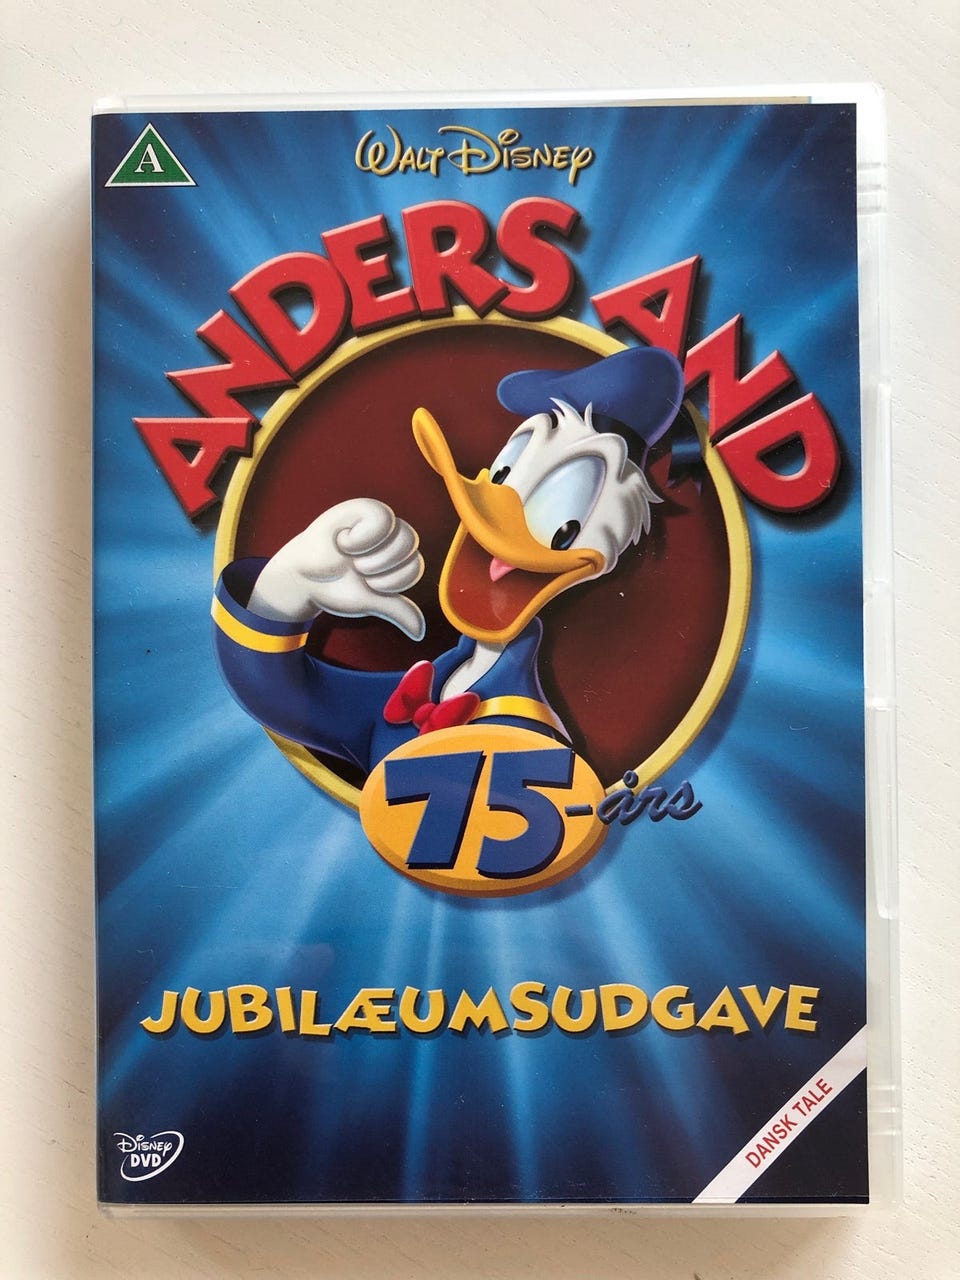 A
WALT DISNEY
ANDERS AND
75-års
JUBILÆUMSUDGAVE
DANSK TALE
DISNEY
DVD